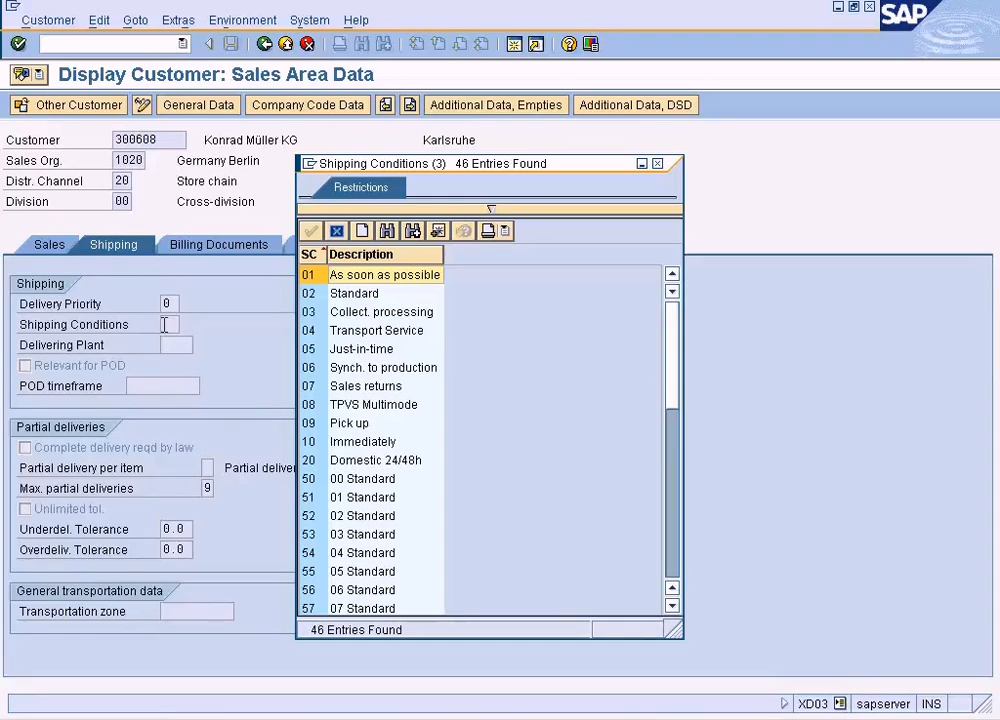 Customer Edit Goto Extras Environment System Help
SAP
Display Customer: Sales Area Data
Other Customer General Data Company Code Data Additional Data, Empties Additional Data, DSD
Customer 300608 Konrad Müller KG Karlsruhe
Sales Org. 1020 Germany Berlin
Distr. Channel 20 Store chain
Division 00 Cross-division
Sales Shipping Billing Documents
Shipping
Delivery Priority 0
Shipping Conditions
Delivering Plant
Relevant for POD
POD timeframe
Partial deliveries
Complete delivery reqd by law
Partial delivery per item Partial deliver
Max. partial deliveries 9
Unlimited tol.
Underdel. Tolerance 0.0
Overdeliv. Tolerance 0.0
General transportation data
Transportation zone
Shipping Conditions (3) 46 Entries Found
Restrictions
SC Description
01 As soon as possible
02 Standard
03 Collect. processing
04 Transport Service
05 Just-in-time
06 Synch. to production
07 Sales returns
08 TPVS Multimode
09 Pick up
10 Immediately
20 Domestic 24/48h
50 00 Standard
51 01 Standard
52 02 Standard
53 03 Standard
54 04 Standard
55 05 Standard
56 06 Standard
57 07 Standard
46 Entries Found
XD03 sapserver INS